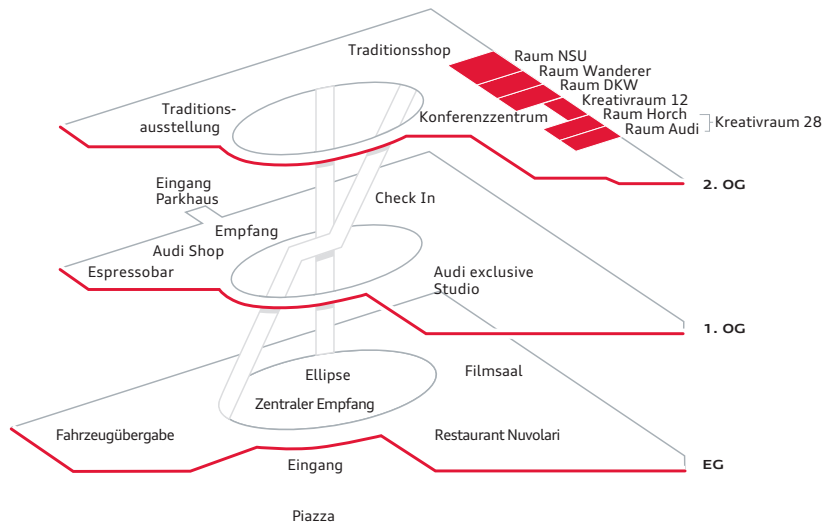 Traditionsshop
Raum NSU
Raum Wanderer
Raum DKW
Kreativraum 12
Raum Horch
Raum Audi
Kreativraum 28
Traditions-
ausstellung
Konferenzzentrum
2. OG
Eingang
Parkhaus
Check In
Empfang
Audi Shop
Espressobar
Audi exclusive
Studio
1. OG
Ellipse
Filmsaal
Zentraler Empfang
Fahrzeugübergabe
Restaurant Nuvolari
Eingang
EG
Piazza